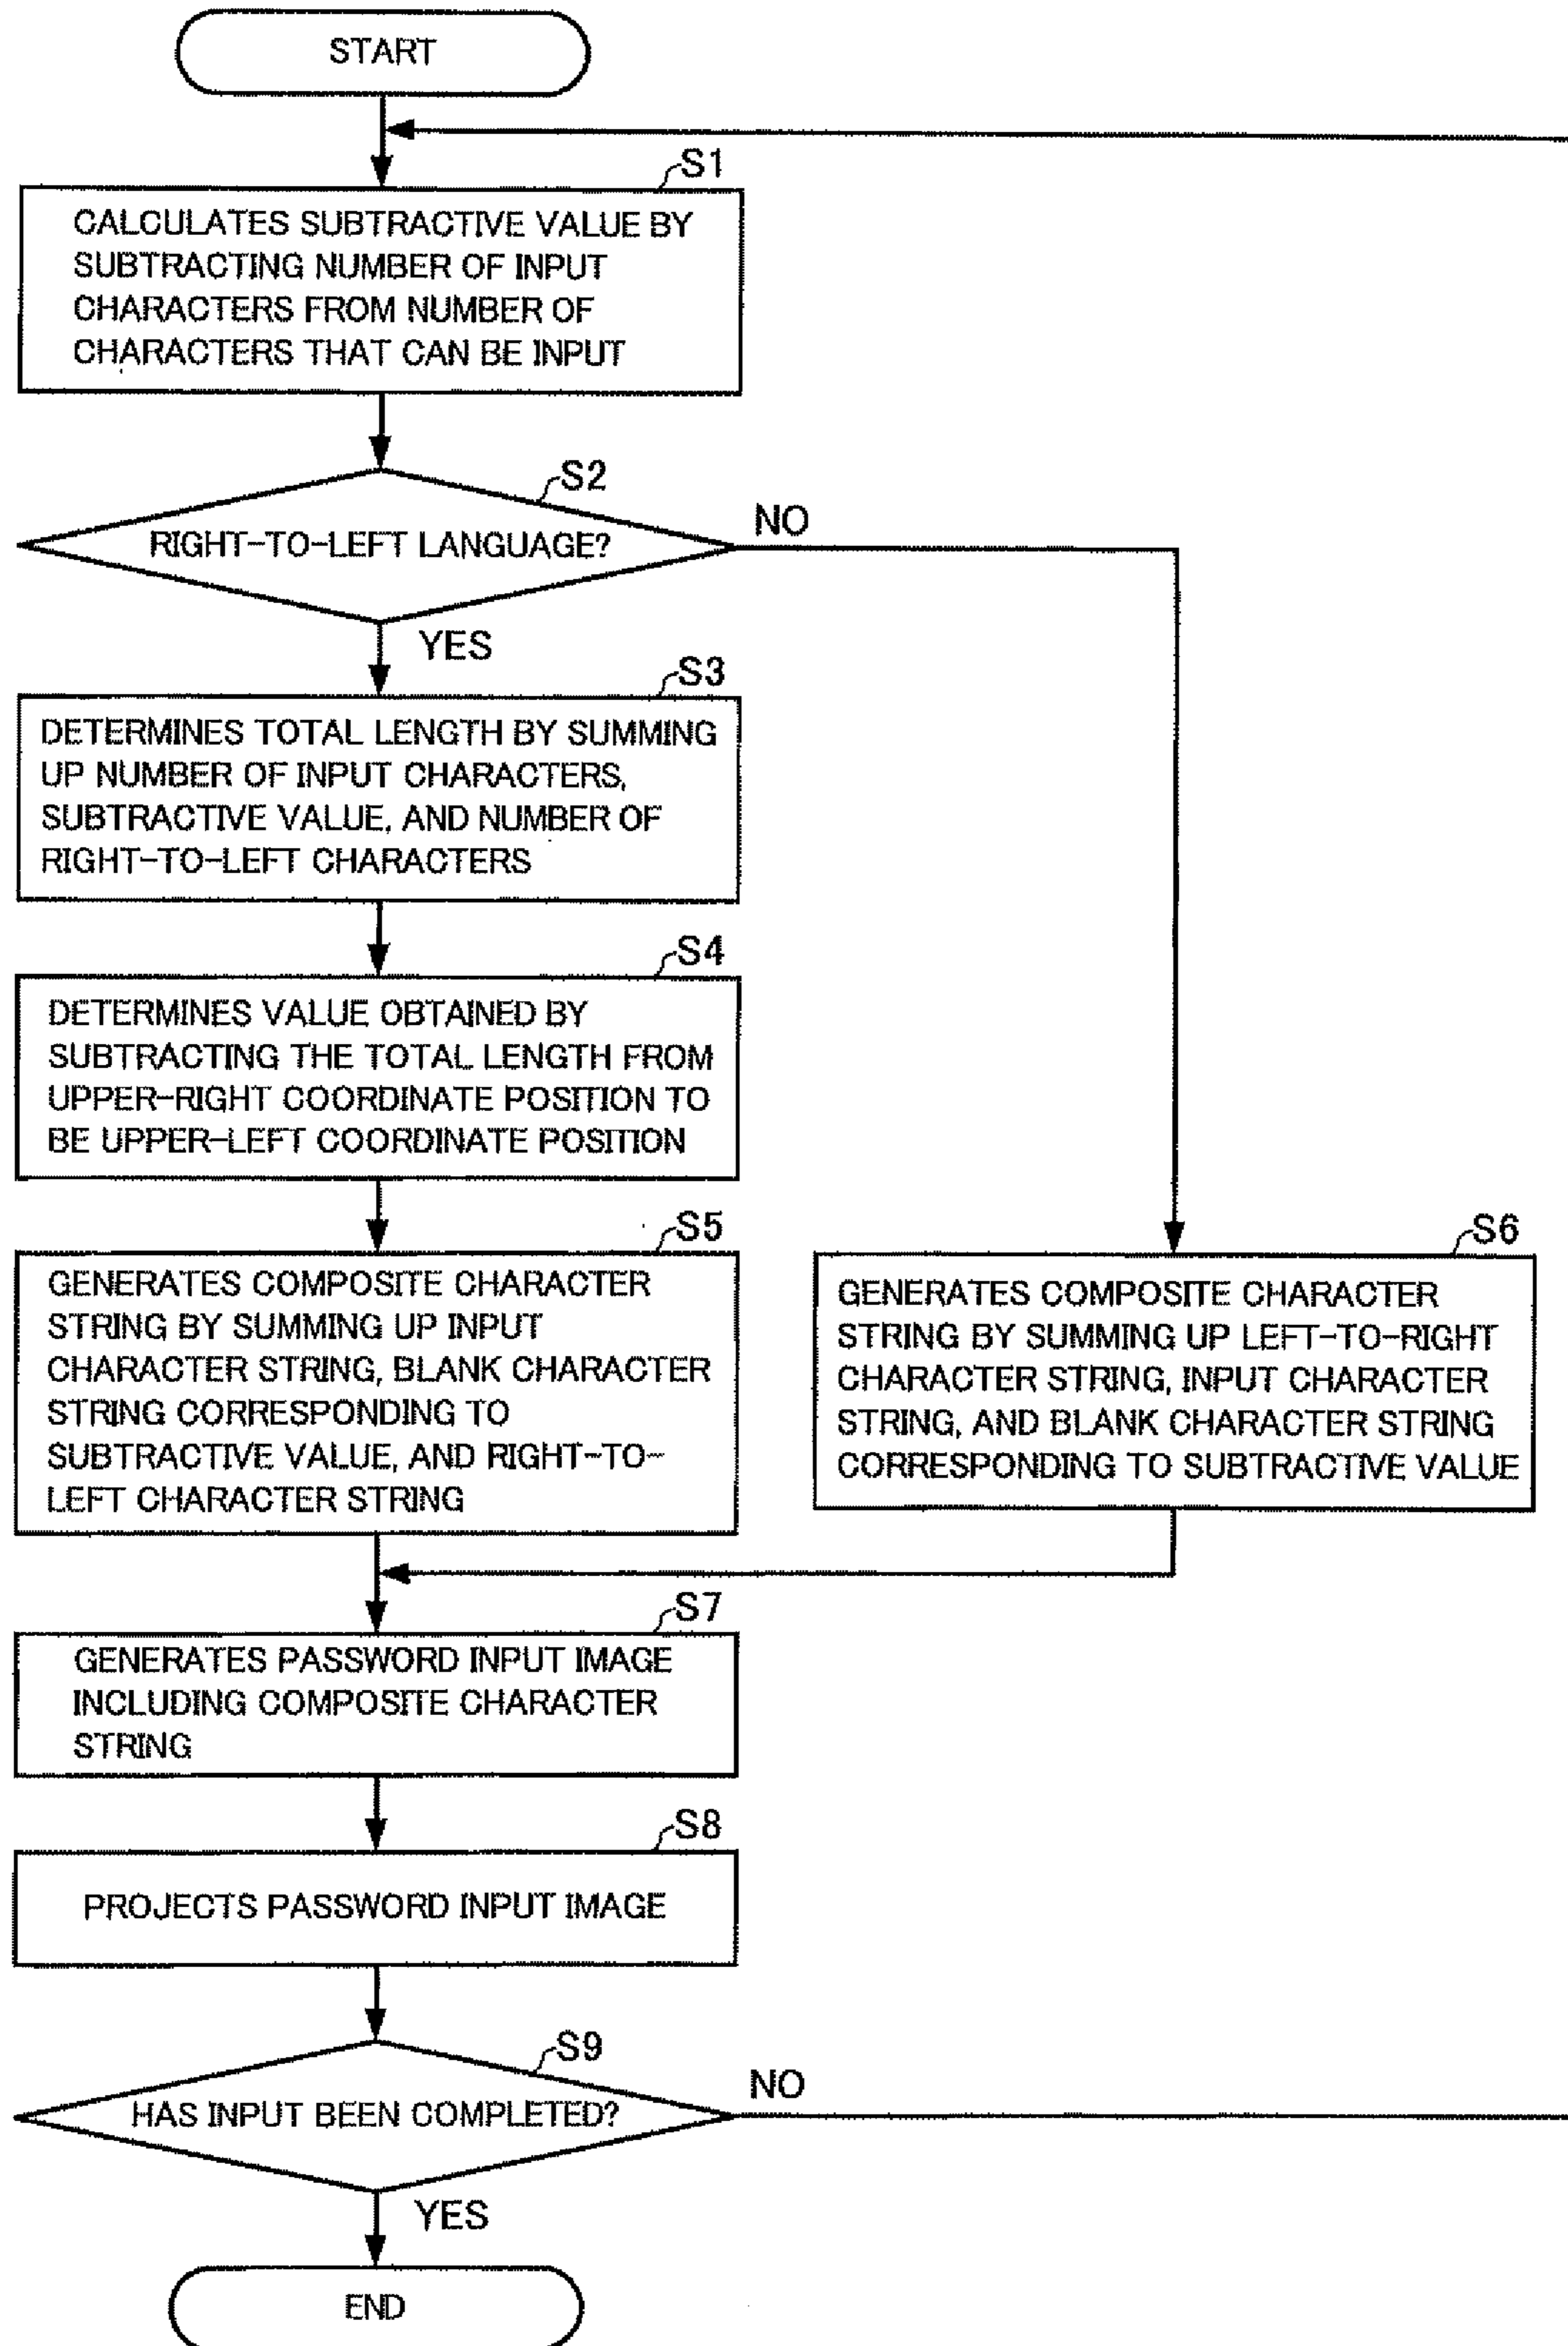 START
S1
CALCULATES SUBTRACTIVE VALUE BY
SUBTRACTING NUMBER OF INPUT
CHARACTERS FROM NUMBER OF
CHARACTERS THAT CAN BE INPUT
S2
RIGHT-TO-LEFT LANGUAGE?
NO
YES
S3
DETERMINES TOTAL LENGTH BY SUMMING
UP NUMBER OF INPUT CHARACTERS,
SUBTRACTIVE VALUE, AND NUMBER OF
RIGHT-TO-LEFT CHARACTERS
S4
DETERMINES VALUE OBTAINED BY
SUBTRACTING THE TOTAL LENGTH FROM
UPPER-RIGHT COORDINATE POSITION TO
BE UPPER-LEFT COORDINATE POSITION
S5
GENERATES COMPOSITE CHARACTER
STRING BY SUMMING UP INPUT
CHARACTER STRING, BLANK CHARACTER
STRING CORRESPONDING TO
SUBTRACTIVE VALUE, AND RIGHT-TO-
LEFT CHARACTER STRING
S6
GENERATES COMPOSITE CHARACTER
STRING BY SUMMING UP LEFT-TO-RIGHT
CHARACTER STRING, INPUT CHARACTER
STRING, AND BLANK CHARACTER STRING
CORRESPONDING TO SUBTRACTIVE VALUE
S7
GENERATES PASSWORD INPUT IMAGE
INCLUDING COMPOSITE CHARACTER
STRING
S8
PROJECTS PASSWORD INPUT IMAGE
S9
HAS INPUT BEEN COMPLETED?
NO
YES
END